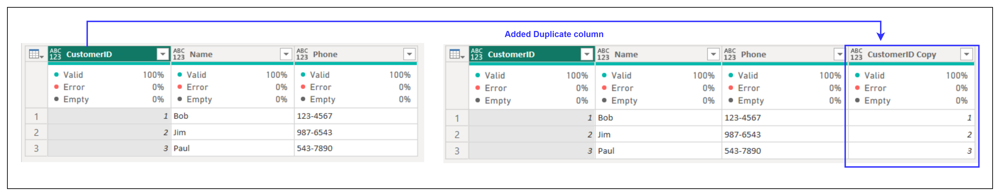 Added Duplicate column
ABC 123 CustomerID ABC 123 Name ABC 123 Phone
Valid 100% Valid 100% Valid 100%
Error 0% Error 0% Error 0%
Empty 0% Empty 0% Empty 0%
1 1 Bob 123-4567
2 2 Jim 987-6543
3 3 Paul 543-7890
ABC 123 CustomerID ABC 123 Name ABC 123 Phone ABC 123 CustomerID Copy
Valid 100% Valid 100% Valid 100% Valid 100%
Error 0% Error 0% Error 0% Error 0%
Empty 0% Empty 0% Empty 0% Empty 0%
1 1 Bob 123-4567 1
2 2 Jim 987-6543 2
3 3 Paul 543-7890 3